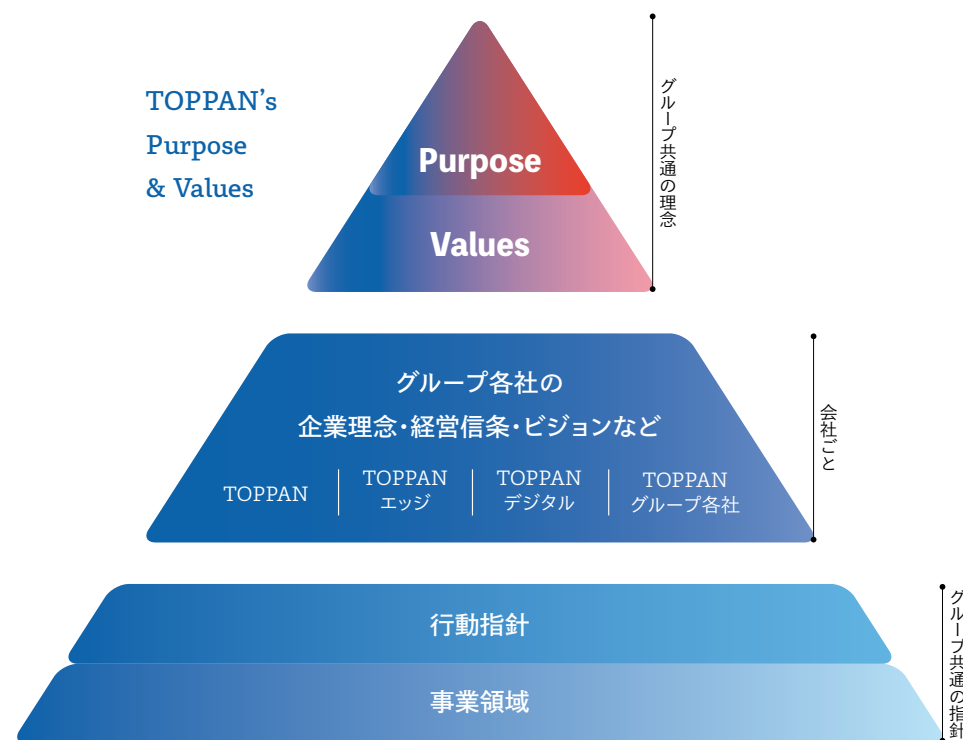 TOPPAN’s
Purpose
& Values
Purpose
Values
グループ共通の理念
グループ各社の
企業理念・経営信条・ビジョンなど
TOPPAN
TOPPAN
エッジ
TOPPAN
デジタル
TOPPAN
グループ各社
会社ごと
行動指針
事業領域
グループ共通の指針